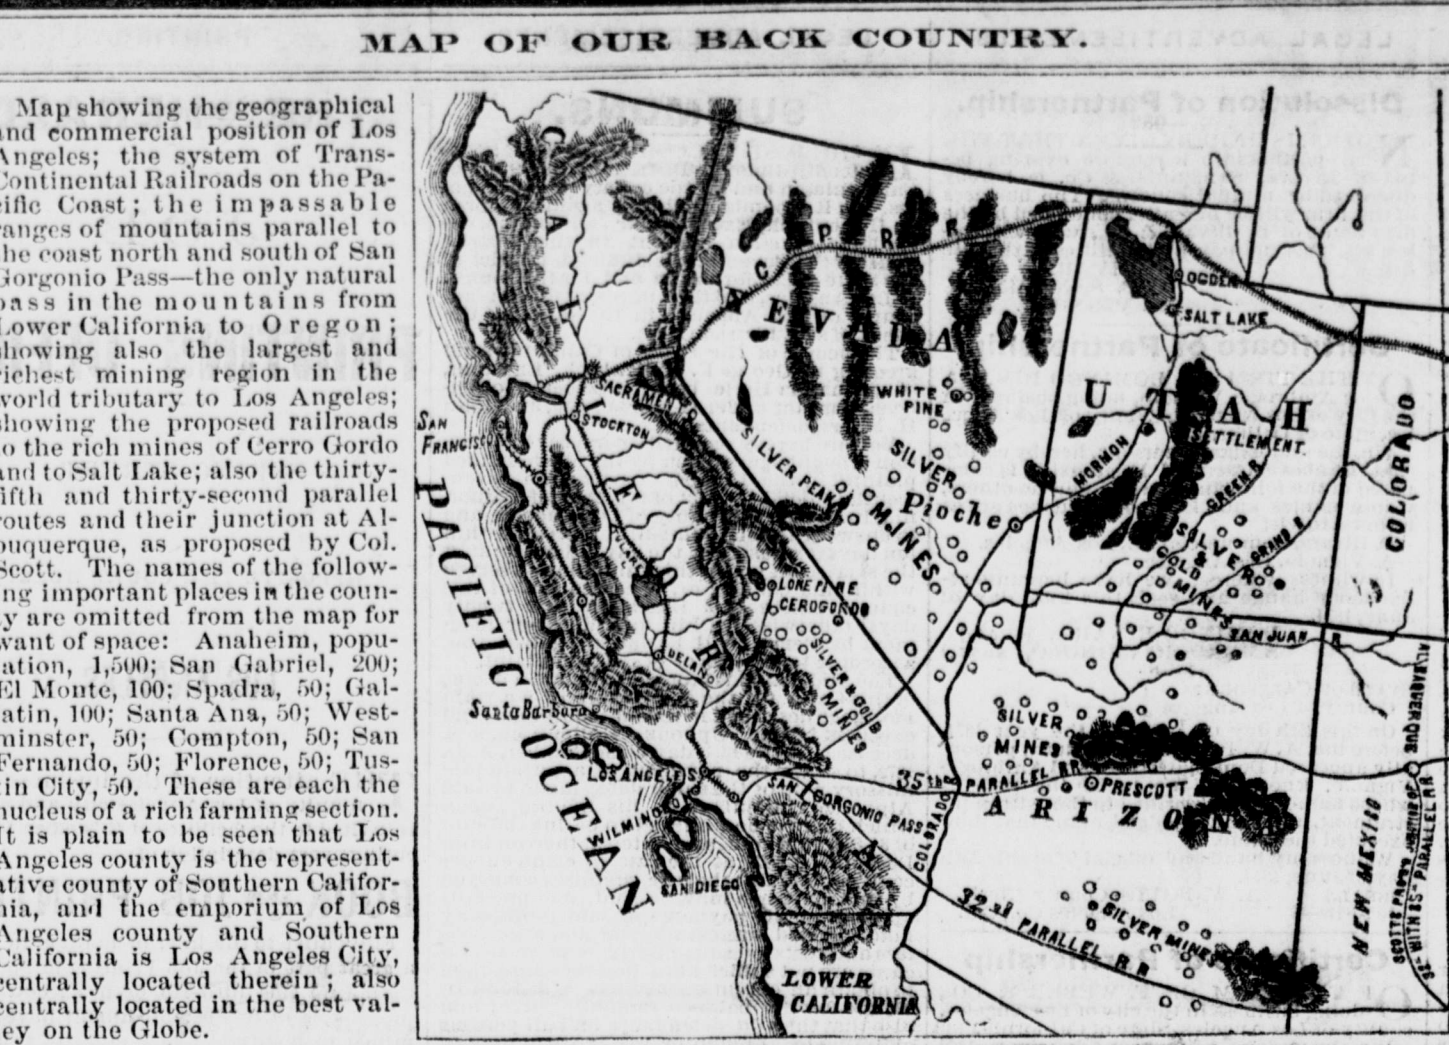 MAP OF OUR BACK COUNTRY.
Map showing the geographical
and commercial position of Los
Angeles; the system of Trans-
Continental Railroads on the Pa-
cific Coast; the impassable
ranges of mountains parallel to
the coast north and south of San
Gorgonio Pass—the only natural
pass in the mountains from
Lower California to Oregon;
showing also the largest and
richest mining region in the
world tributary to Los Angeles;
showing the proposed railroads
to the rich mines of Cerro Gordo
and to Salt Lake; also the thirty-
fifth and thirty-second parallel
routes and their junction at Al-
buquerque, as proposed by Col.
Scott. The names of the follow-
ing important places in the coun-
ty are omitted from the map for
want of space: Anaheim, popu-
lation, 1,500; San Gabriel, 200;
El Monte, 100; Spadra, 50; Gal-
latin, 100; Santa Ana, 50; West-
minster, 50; Compton, 50; San
Fernando, 50; Florence, 50; Tus-
tin City, 50. These are each the
nucleus of a rich farming section.
It is plain to be seen that Los
Angeles county is the represent-
ative county of Southern Califor-
nia, and the emporium of Los
Angeles county and Southern
California is Los Angeles City,
centrally located therein; also
centrally located in the best val-
ley on the Globe.
CALIFORNIA
C P R R
NEVADA
OGDEN
SALT LAKE
UTAH
SETTLEMENT
MORMON
WHITE
PINE
SACRAMENTO
STOCKTON
SAN
FRANCISCO
SILVER PEAK
SILVER
MINES
Pioche
GREEN R
GRAND R
SILVER
GOLD
MINES
COLORADO
SAN JUAN R
PACIFIC OCEAN
LONE PINE
CEROGORDO
DELANO
SILVER & GOLD
MINES
Santa Barbara
LOS ANGELES
WILMIN
SAN DIEGO
SAN GORGONIO PASS
35th PARALLEL RR
COLORADO
SILVER
MINES
PRESCOTT
ARIZONA
32nd PARALLEL R.R
SILVER MINES
NEW MEXICO
LOWER
CALIFORNIA